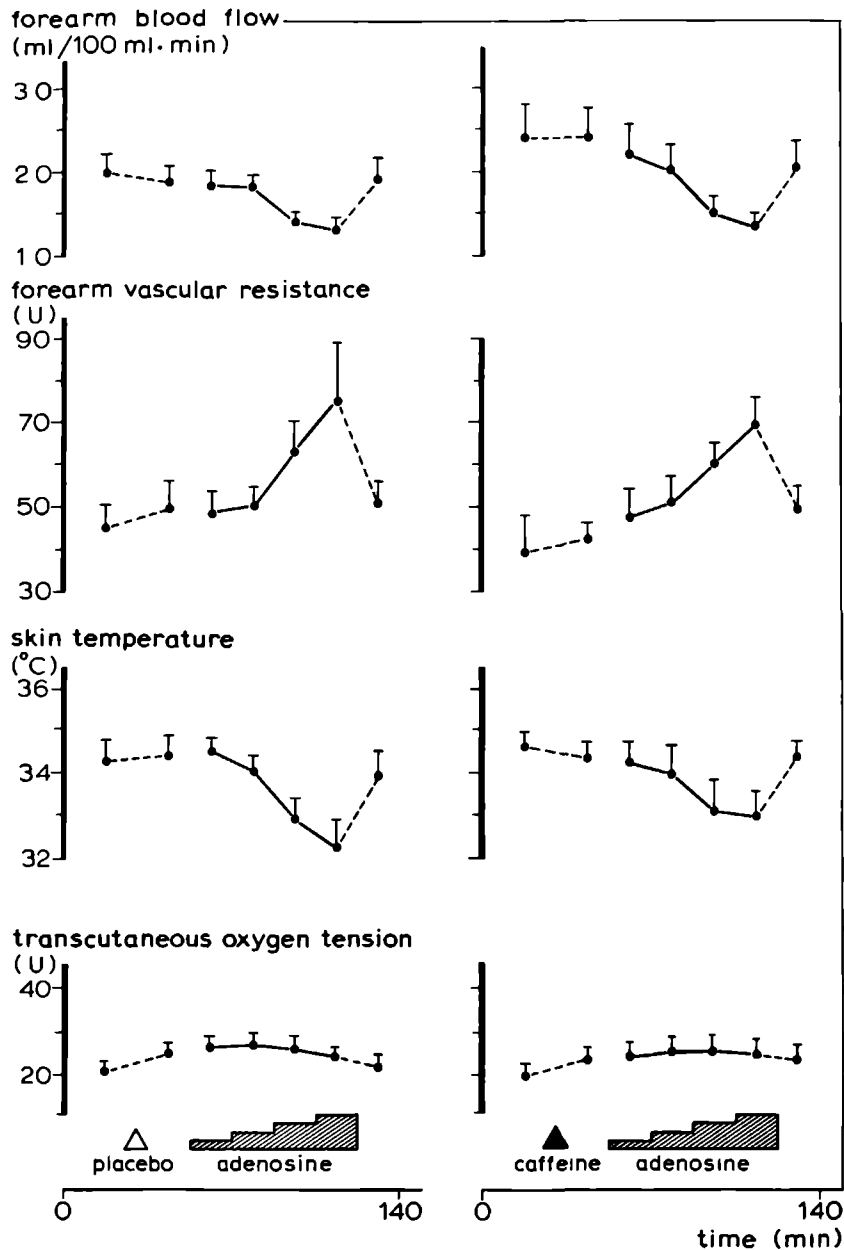 forearm blood flow
(ml/100 ml·min)
30
20
10
forearm vascular resistance
(U)
90
70
50
30
skin temperature
(°C)
36
34
32
transcutaneous oxygen tension
(U)
40
20
placebo adenosine caffeine adenosine
0 140 0 140
time (min)